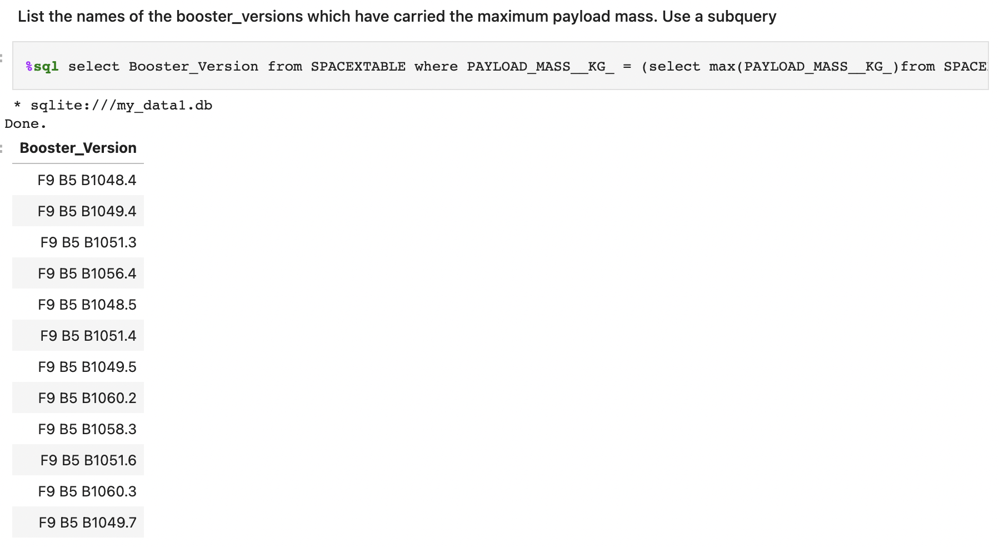 List the names of the booster_versions which have carried the maximum payload mass. Use a subquery
%sql select Booster_Version from SPACEXTABLE where PAYLOAD_MASS__KG_ = (select max(PAYLOAD_MASS__KG_)from SPACE
* sqlite:///my_data1.db
Done.
Booster_Version
F9 B5 B1048.4
F9 B5 B1049.4
F9 B5 B1051.3
F9 B5 B1056.4
F9 B5 B1048.5
F9 B5 B1051.4
F9 B5 B1049.5
F9 B5 B1060.2
F9 B5 B1058.3
F9 B5 B1051.6
F9 B5 B1060.3
F9 B5 B1049.7